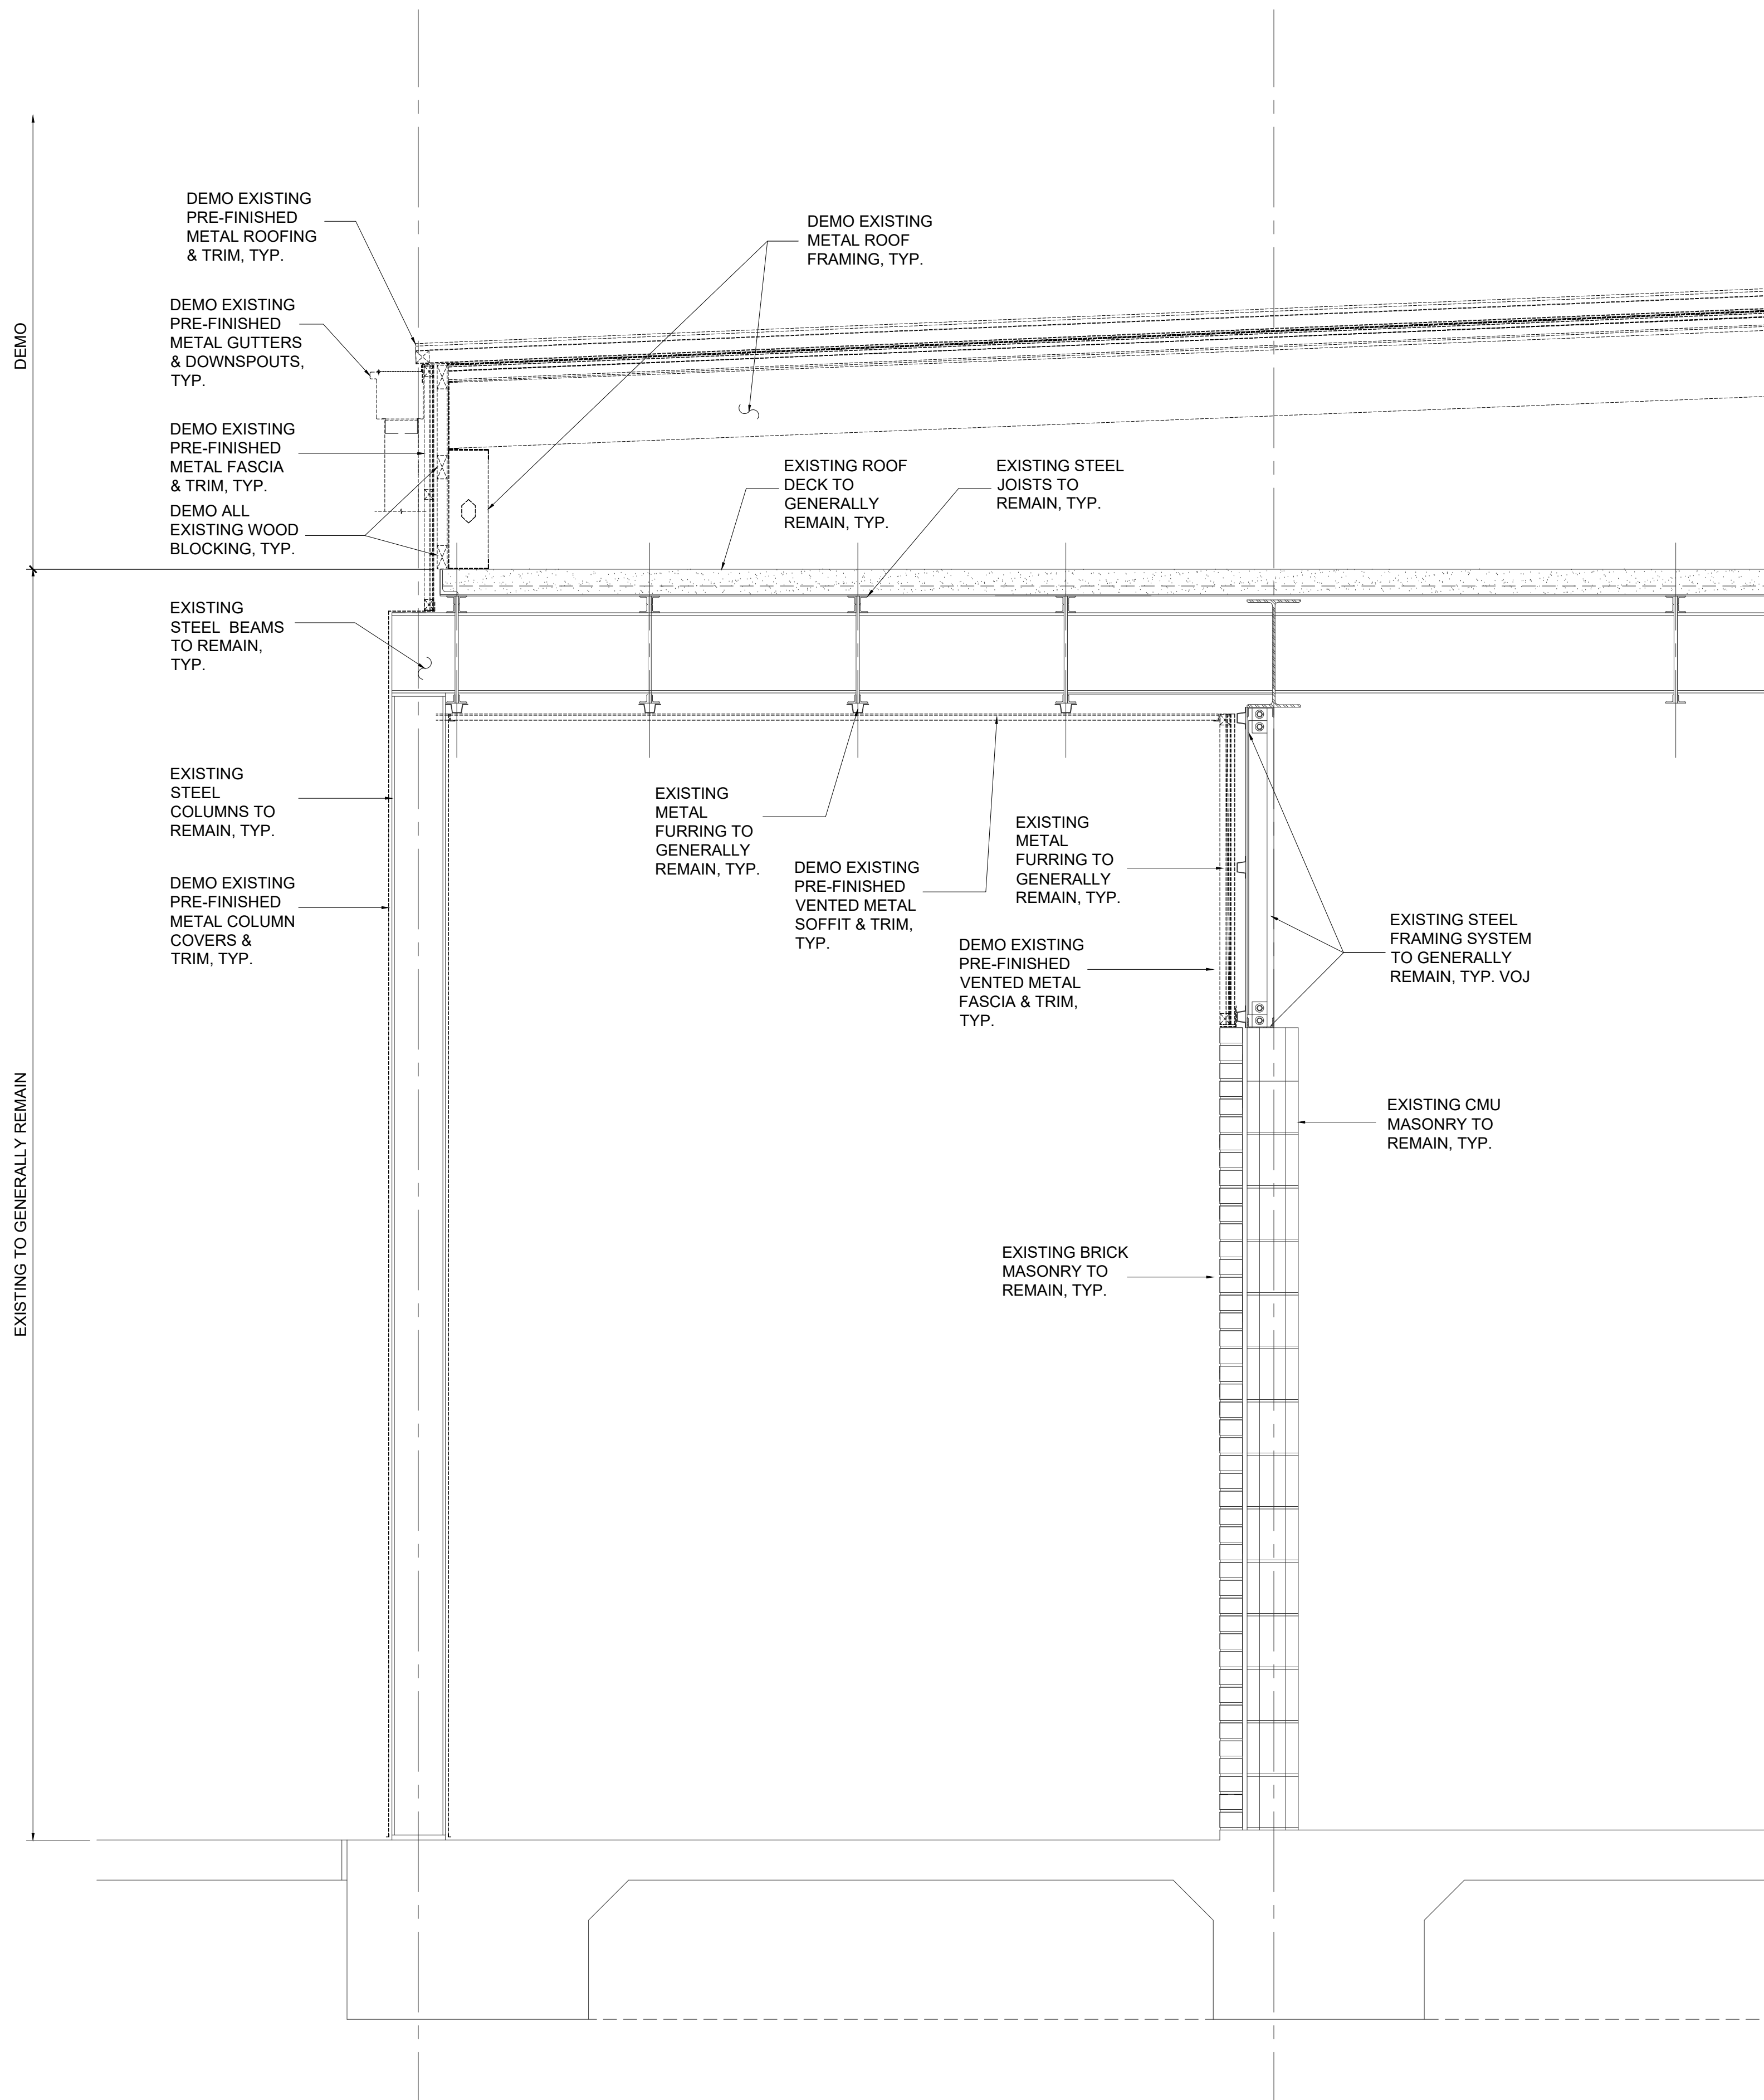 DEMO EXISTING
PRE-FINISHED
METAL ROOFING
& TRIM, TYP.
DEMO EXISTING
METAL ROOF
FRAMING, TYP.
DEMO EXISTING
PRE-FINISHED
METAL GUTTERS
& DOWNSPOUTS,
TYP.
DEMO
DEMO EXISTING
PRE-FINISHED
METAL FASCIA
& TRIM, TYP.
EXISTING ROOF
DECK TO
GENERALLY
REMAIN, TYP.
EXISTING STEEL
JOISTS TO
REMAIN, TYP.
DEMO ALL
EXISTING WOOD
BLOCKING, TYP.
EXISTING
STEEL BEAMS
TO REMAIN,
TYP.
EXISTING
STEEL
COLUMNS TO
REMAIN, TYP.
EXISTING
METAL
FURRING TO
GENERALLY
REMAIN, TYP.
EXISTING
METAL
FURRING TO
GENERALLY
REMAIN, TYP.
DEMO EXISTING
PRE-FINISHED
VENTED METAL
SOFFIT & TRIM,
TYP.
DEMO EXISTING
PRE-FINISHED
METAL COLUMN
COVERS &
TRIM, TYP.
EXISTING STEEL
FRAMING SYSTEM
TO GENERALLY
REMAIN, TYP. VOJ
DEMO EXISTING
PRE-FINISHED
VENTED METAL
FASCIA & TRIM,
TYP.
EXISTING TO GENERALLY REMAIN
EXISTING CMU
MASONRY TO
REMAIN, TYP.
EXISTING BRICK
MASONRY TO
REMAIN, TYP.